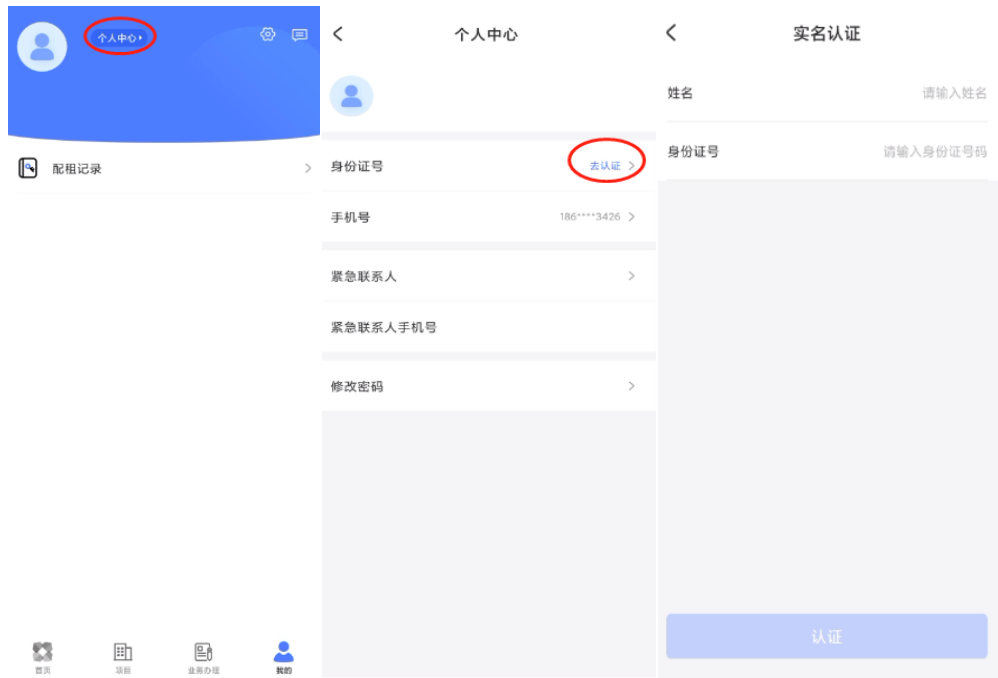 个人中心
配租记录
首页
项目
业务办理
我的
个人中心
身份证号
去认证
手机号
186****3426
紧急联系人
紧急联系人手机号
修改密码
实名认证
姓名
请输入姓名
身份证号
请输入身份证号码
认证